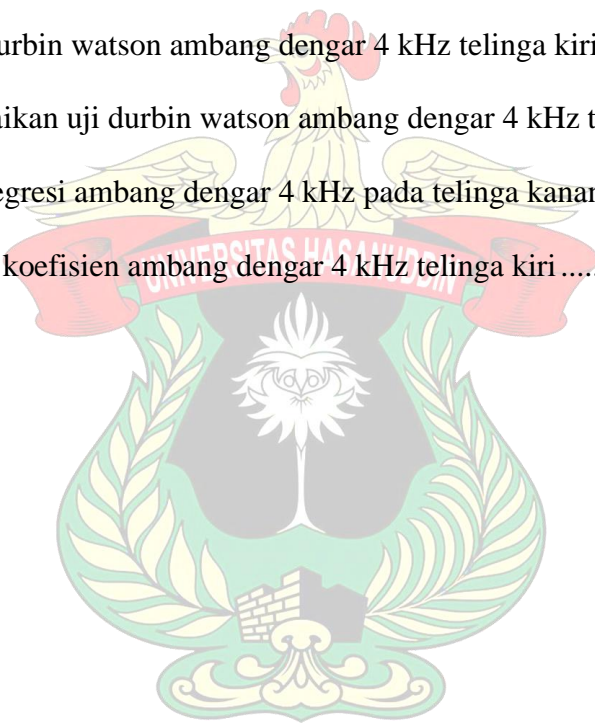 urbin watson ambang dengar 4 kHz telinga kiri
aikan uji durbin watson ambang dengar 4 kHz t
egresi ambang dengar 4 kHz pada telinga kanan
koefisien ambang dengar 4 kHz telinga kiri.....
UNIVERSITAS HASANUDDIN